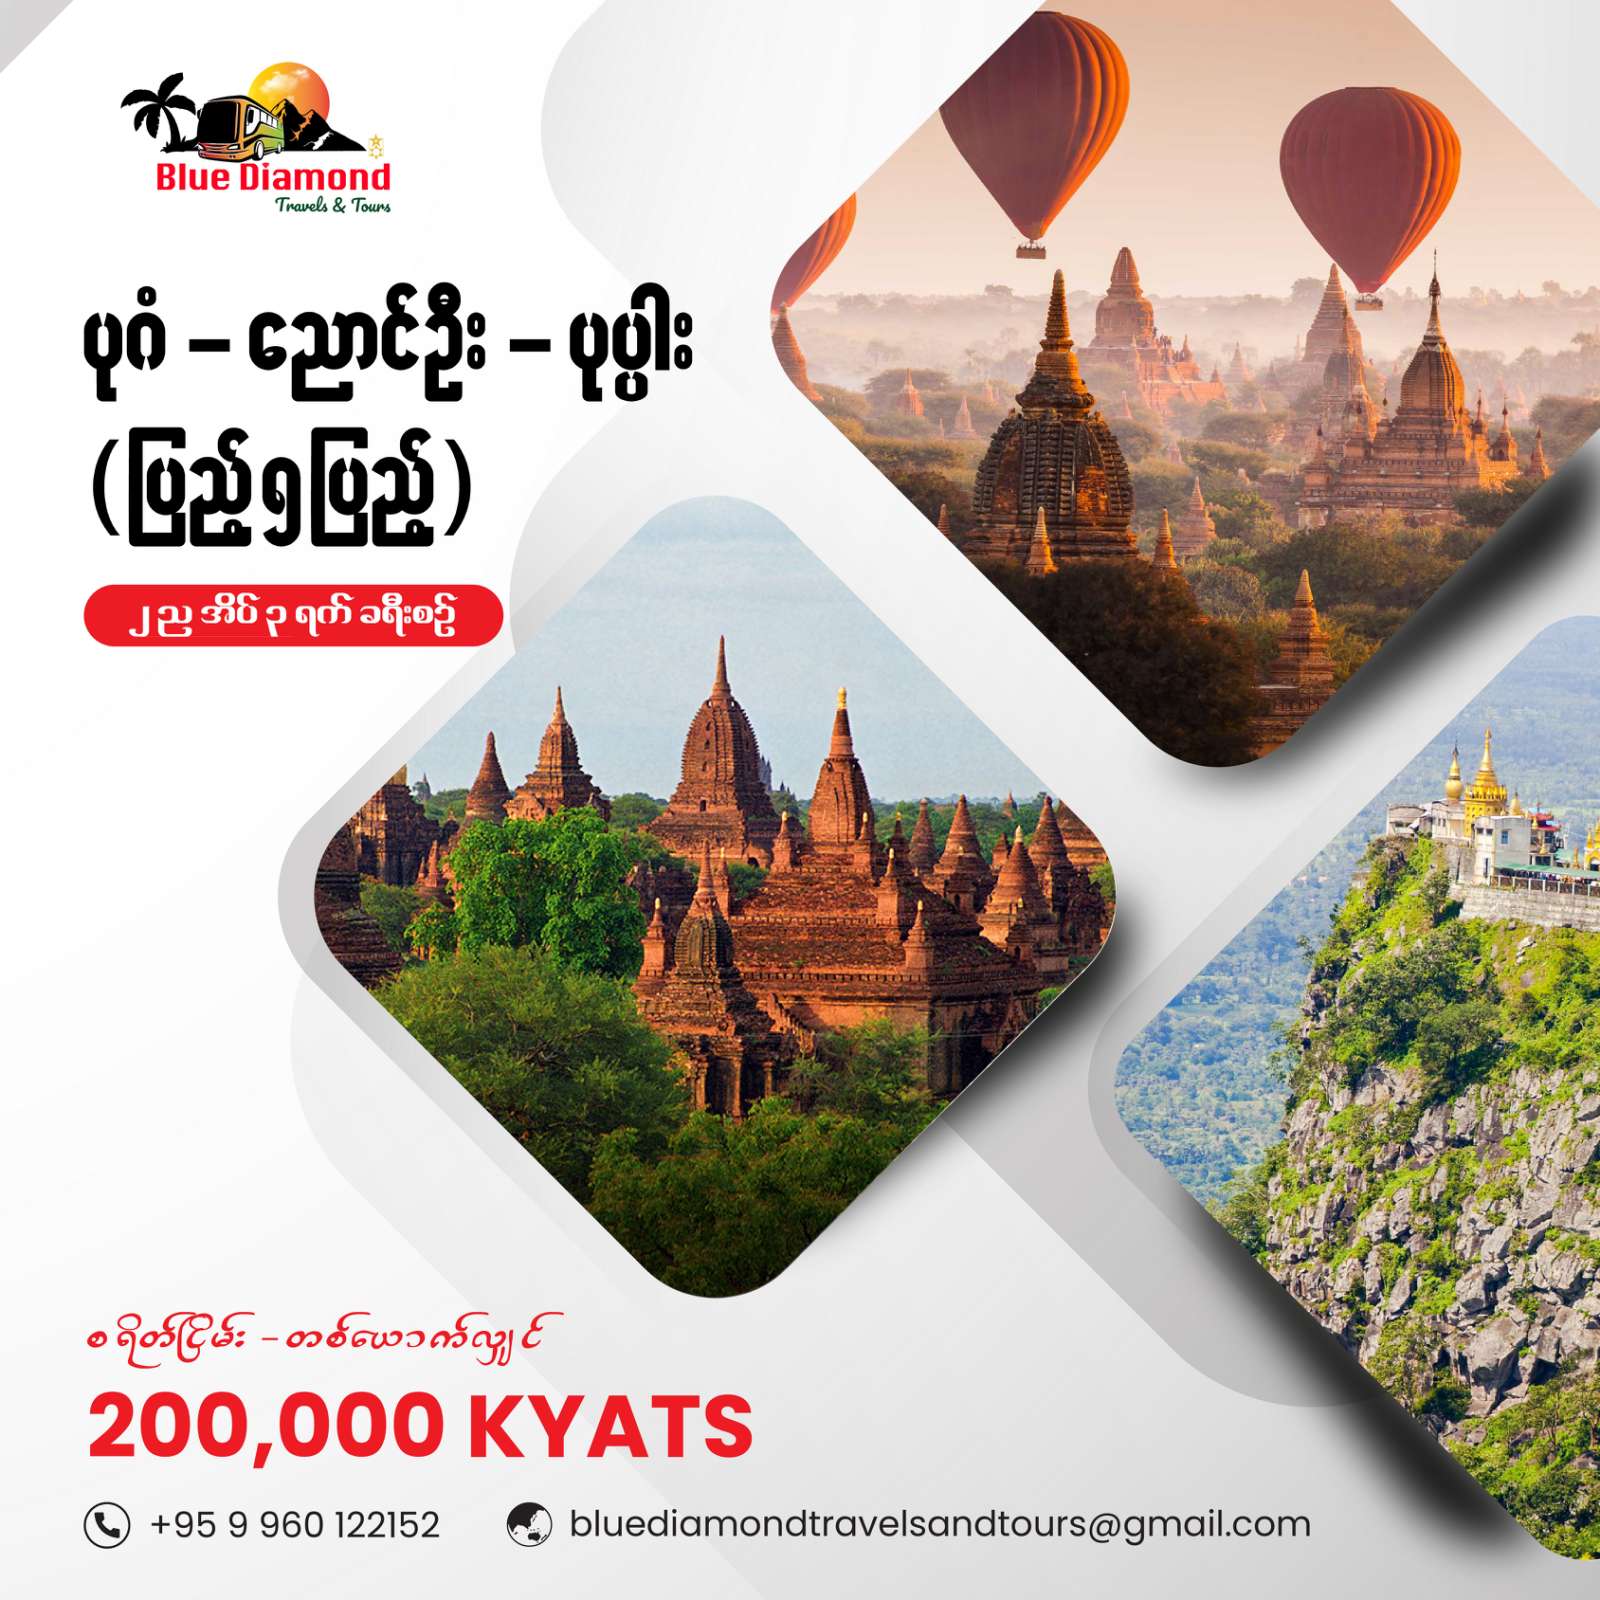 Blue Diamond
Travels & Tours
ပုဂံ – ညောင်ဦး – ပုပ္ပါး
(ပြည့်၅ပြည့်)
၂ည အိပ် ၃ ရက် ခရီးစဉ်
စရိတ်ငြိမ်း - တစ်ယောက်လျှင်
200,000 KYATS
+95 9 960 122152
bluediamondtravelsandtours@gmail.com